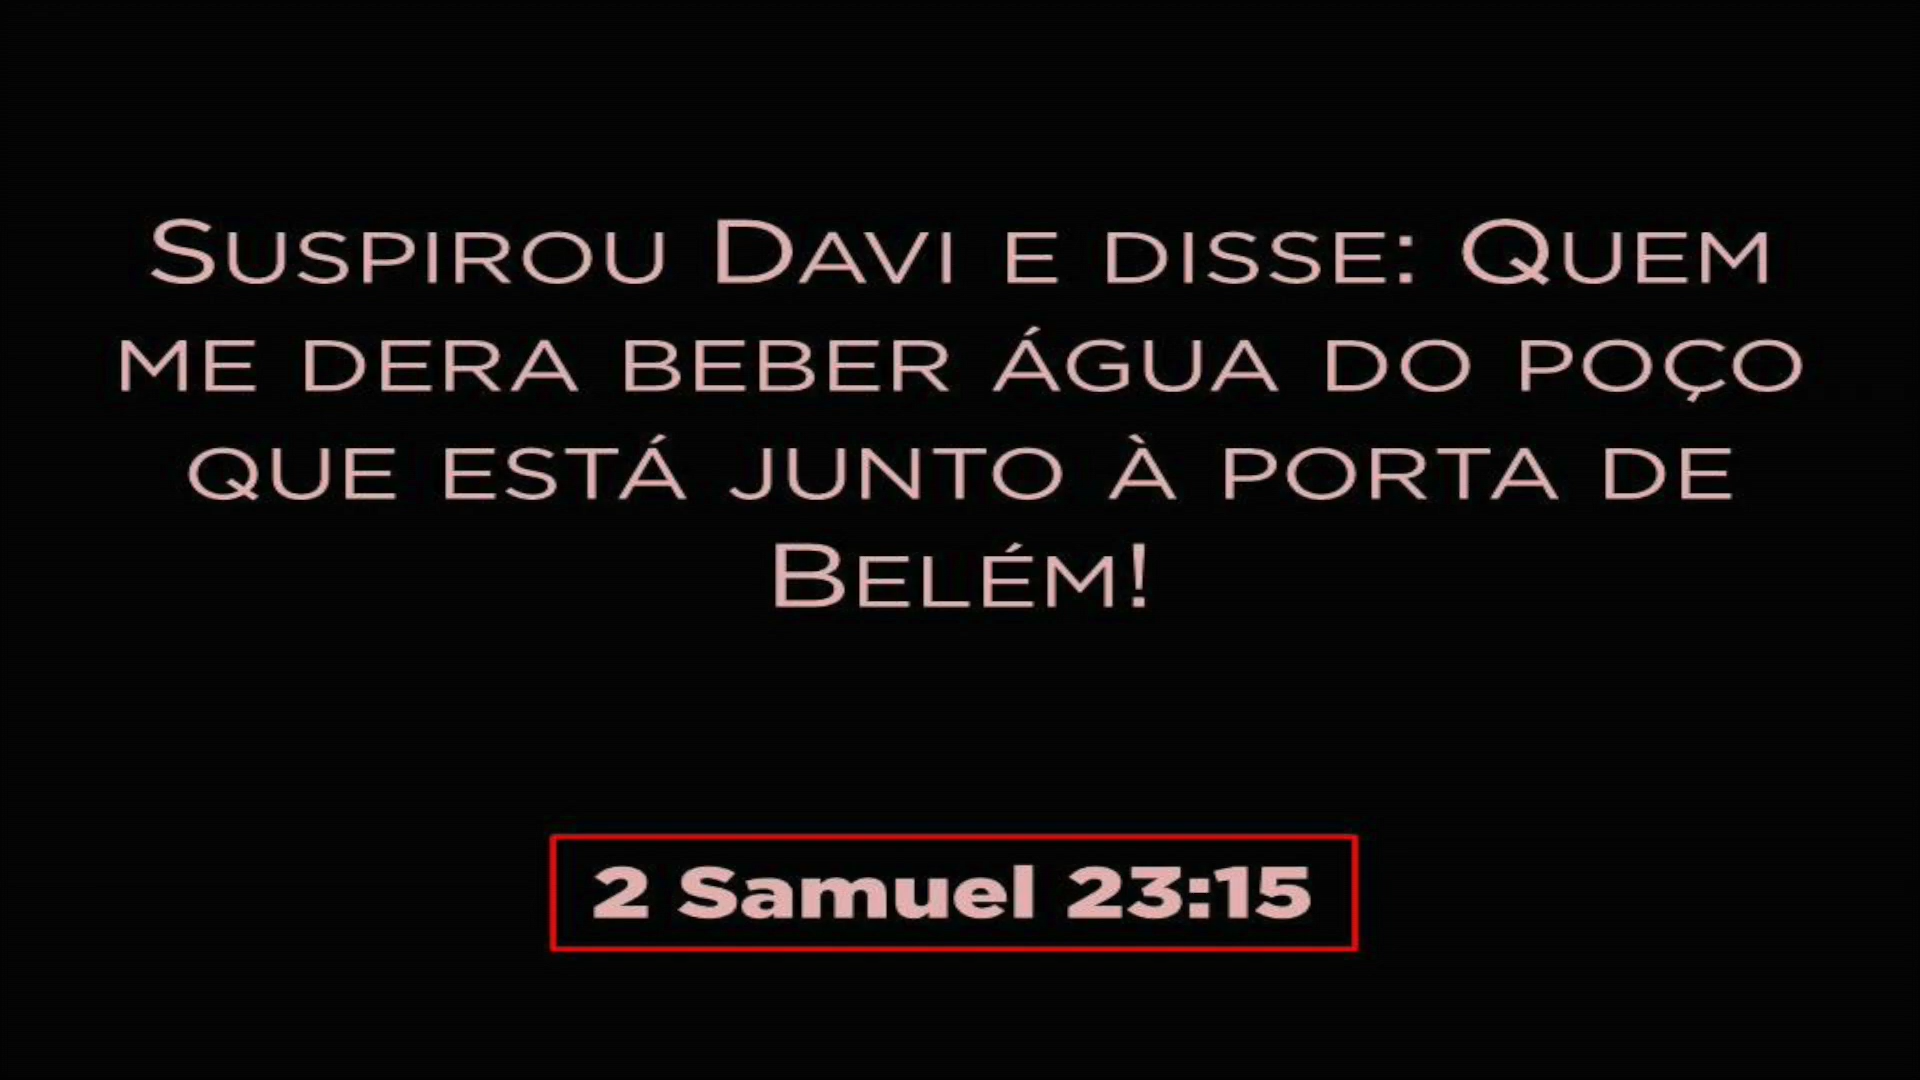 Suspirou Davi e disse: Quem
me dera beber água do poço
que está junto à porta de
Belém!
2 Samuel 23:15